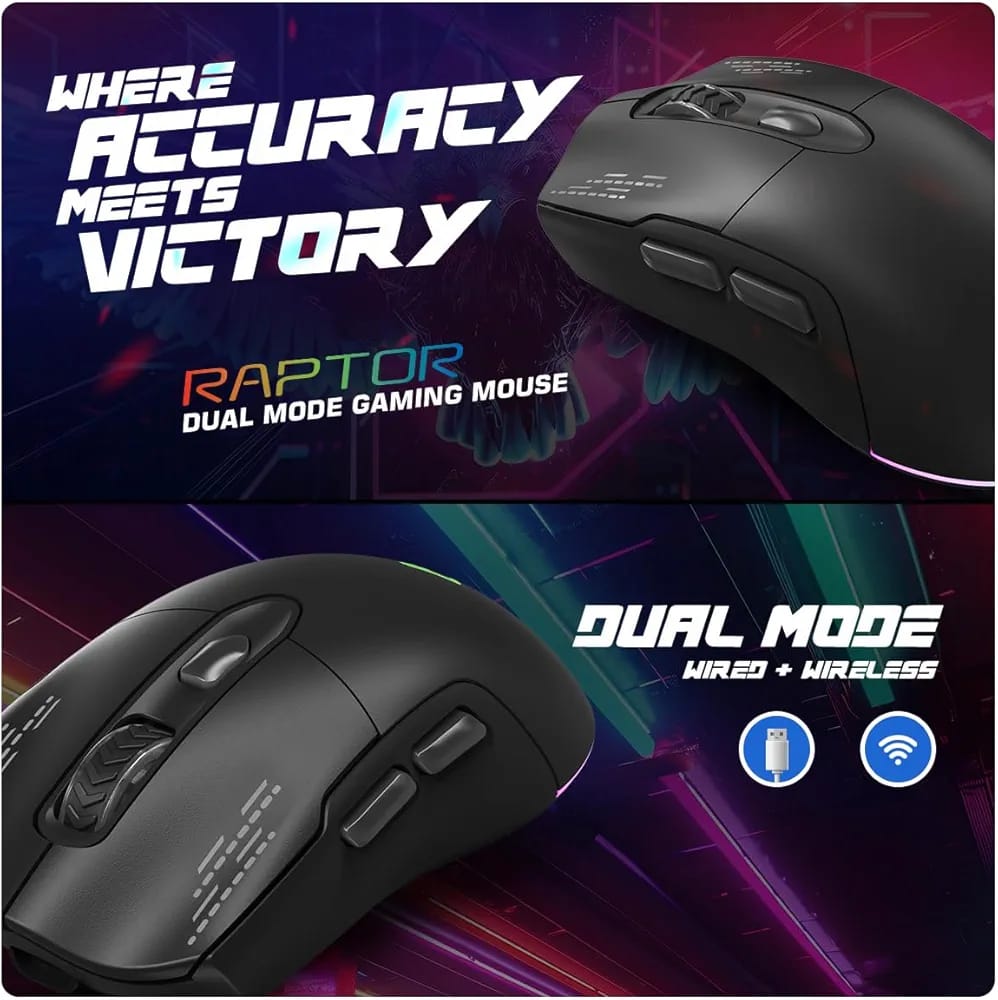 WHERE
ACCURACY
MEETS
VICTORY
RAPTOR
DUAL MODE GAMING MOUSE
DUAL MODE
WIRED + WIRELESS